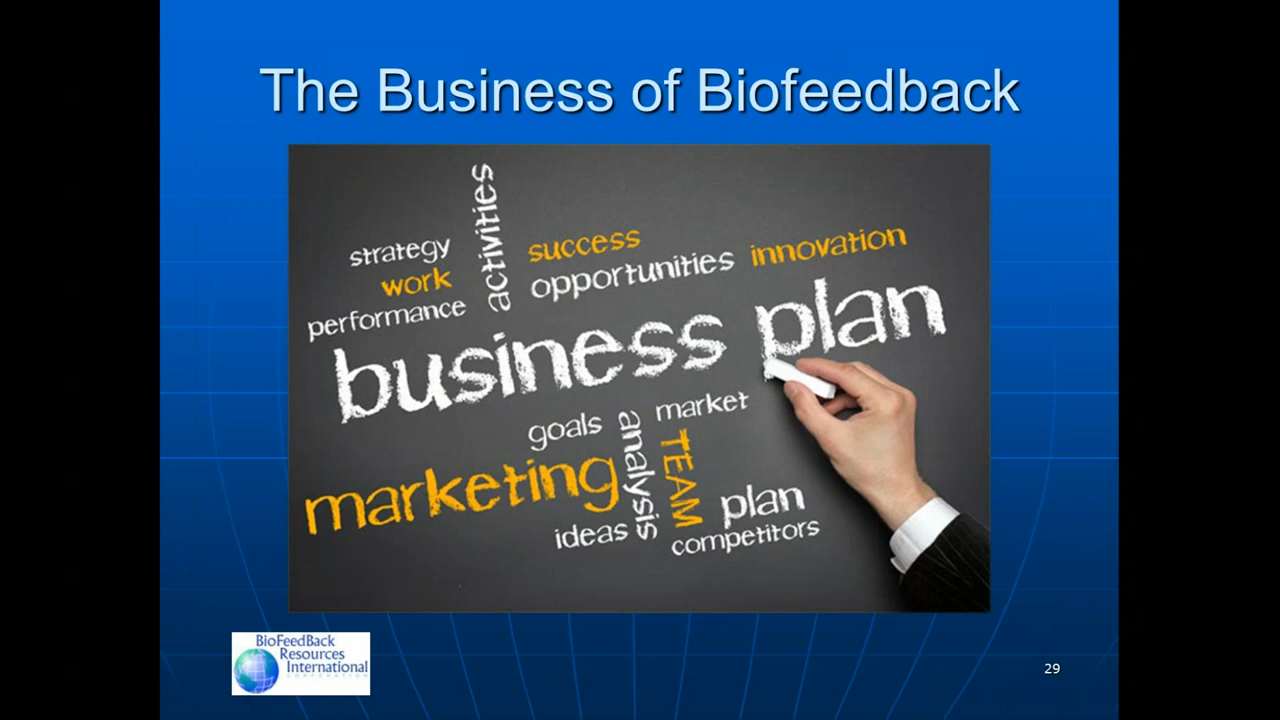 The Business of Biofeedback
activities
strategy
success
innovation
work
opportunities
performance
business plan
goals
market
analysis
TEAM
marketing
plan
ideas
competitors
BioFeedBack
Resources
International
CORPORATION
29